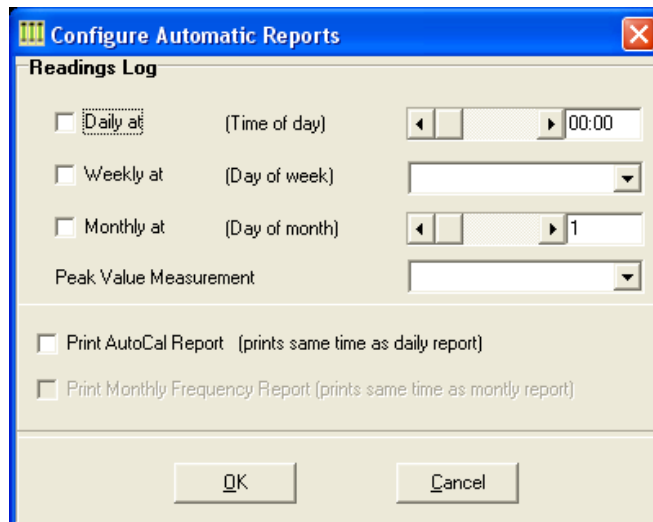 Configure Automatic Reports
Readings Log
Daily at (Time of day) 00:00
Weekly at (Day of week)
Monthly at (Day of month) 1
Peak Value Measurement
Print AutoCal Report (prints same time as daily report)
Print Monthly Frequency Report (prints same time as montly report)
OK Cancel